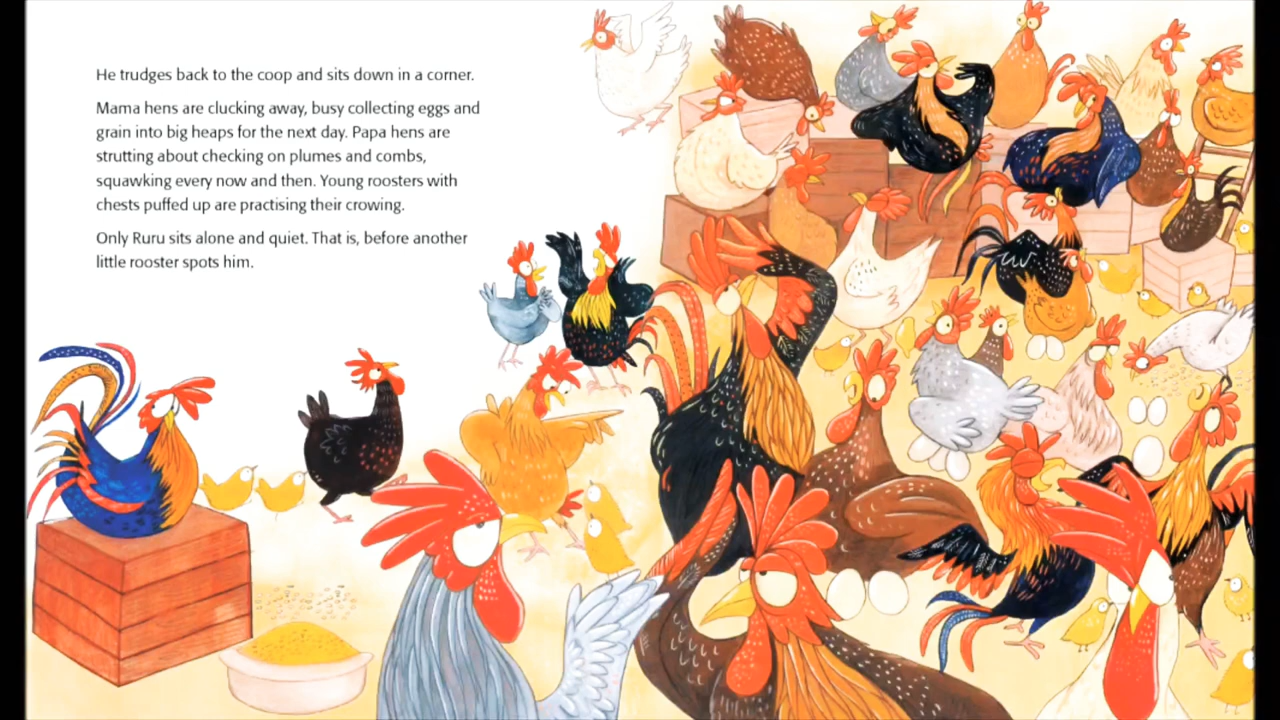 He trudges back to the coop and sits down in a corner.
Mama hens are clucking away, busy collecting eggs and
grain into big heaps for the next day. Papa hens are
strutting about checking on plumes and combs,
squawking every now and then. Young roosters with
chests puffed up are practising their crowing.
Only Ruru sits alone and quiet. That is, before another
little rooster spots him.